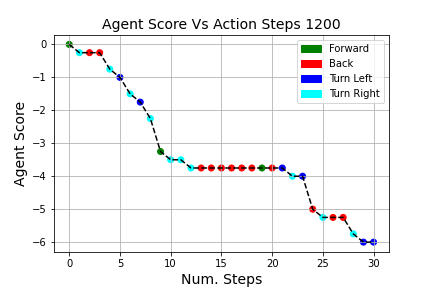 Agent Score Vs Action Steps 1200
Forward
Back
Turn Left
Turn Right
Agent Score
0
−1
−2
−3
−4
−5
−6
0 5 10 15 20 25 30
Num. Steps